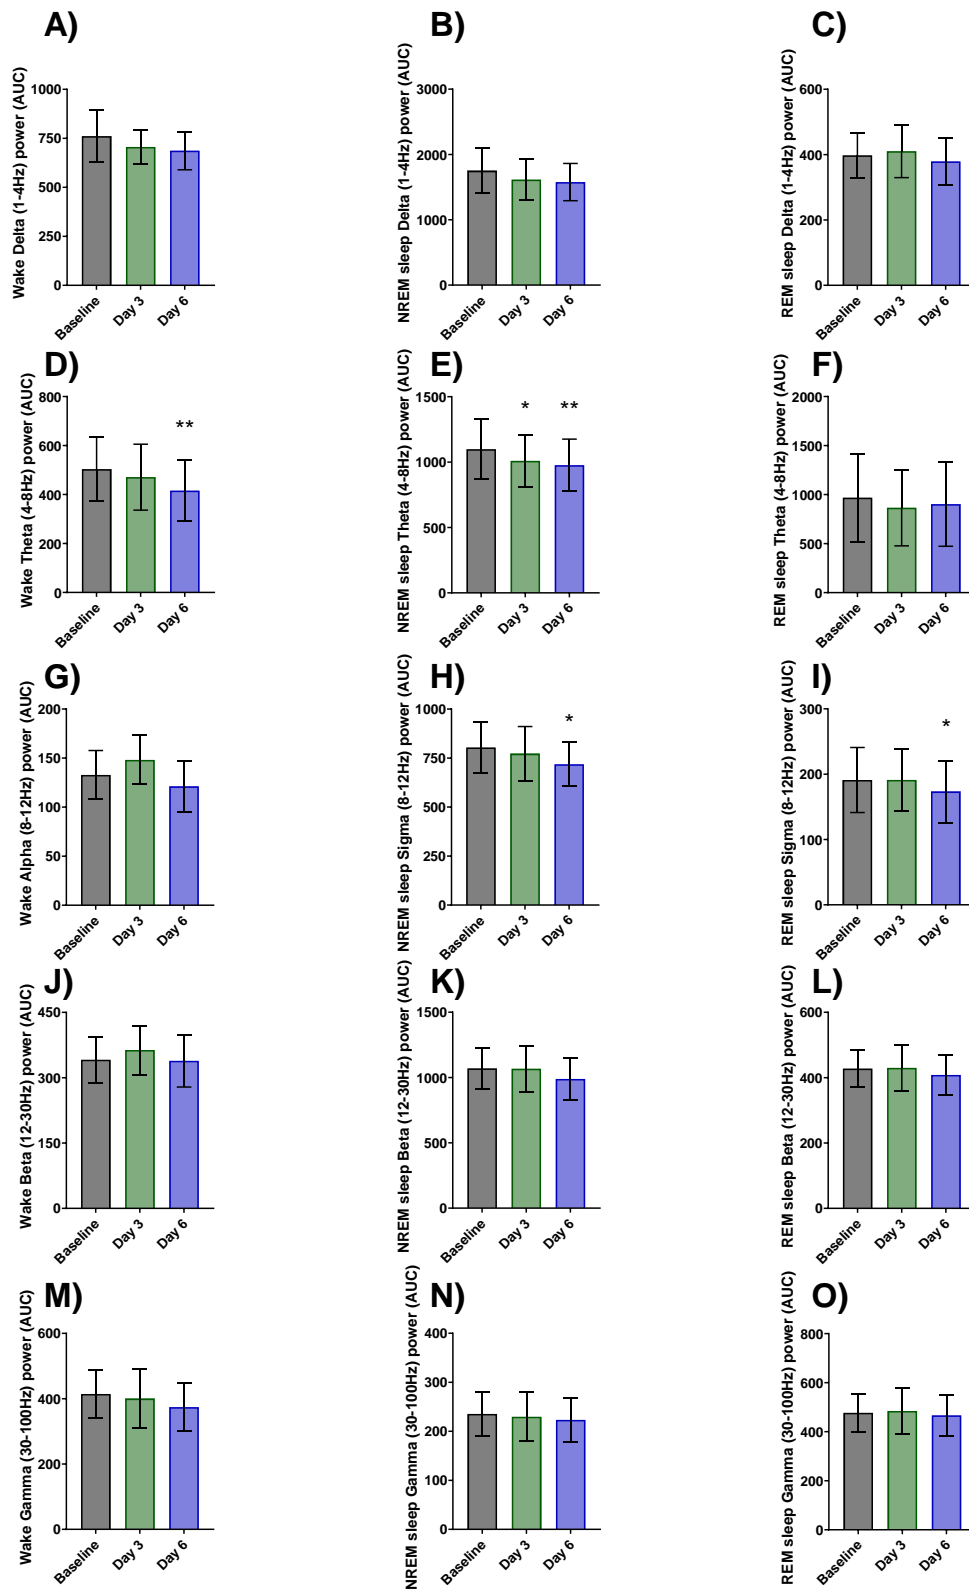 A)
Wake Delta (1-4Hz) power (AUC)
1000
750
500
250
0
Baseline
Day 3
Day 6
B)
NREM sleep Delta (1-4Hz) power (AUC)
3000
2000
1000
0
Baseline
Day 3
Day 6
C)
REM sleep Delta (1-4Hz) power (AUC)
600
400
200
0
Baseline
Day 3
Day 6
D)
Wake Theta (4-8Hz) power (AUC)
800
600
400
200
0
**
Baseline
Day 3
Day 6
E)
NREM sleep Theta (4-8Hz) power (AUC)
1500
1000
500
0
*
**
Baseline
Day 3
Day 6
F)
REM sleep Theta (4-8Hz) power (AUC)
2000
1500
1000
500
0
Baseline
Day 3
Day 6
G)
Wake Alpha (8-12Hz) power (AUC)
200
150
100
50
0
Baseline
Day 3
Day 6
H)
NREM sleep Sigma (8-12Hz) power (AUC)
1000
750
500
250
0
*
Baseline
Day 3
Day 6
I)
REM sleep Sigma (8-12Hz) power (AUC)
300
200
100
0
*
Baseline
Day 3
Day 6
J)
Wake Beta (12-30Hz) power (AUC)
450
300
150
0
Baseline
Day 3
Day 6
K)
NREM sleep Beta (12-30Hz) power (AUC)
1500
1000
500
0
Baseline
Day 3
Day 6
L)
REM sleep Beta (12-30Hz) power (AUC)
600
400
200
0
Baseline
Day 3
Day 6
M)
Wake Gamma (30-100Hz) power (AUC)
600
400
200
0
Baseline
Day 3
Day 6
N)
NREM sleep Gamma (30-100Hz) power (AUC)
400
300
200
100
0
Baseline
Day 3
Day 6
O)
REM sleep Gamma (30-100Hz) power (AUC)
800
600
400
200
0
Baseline
Day 3
Day 6